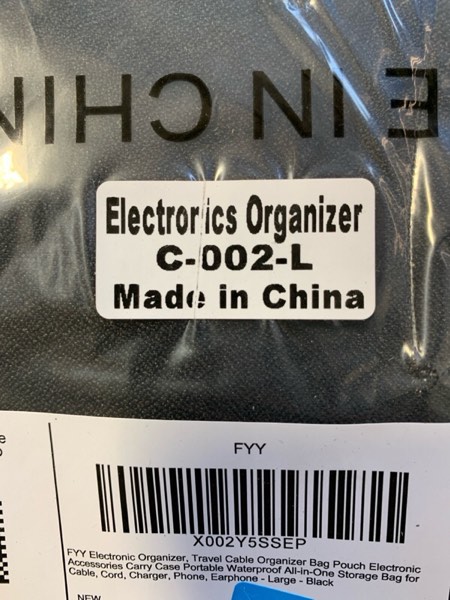 E IN CHIN
Electronics Organizer
C-002-L
Made in China
FYY
X002Y5SSEP
FYY Electronic Organizer, Travel Cable Organizer Bag Pouch Electronic
Accessories Carry Case Portable Waterproof All-in-One Storage Bag for
Cable, Cord, Charger, Phone, Earphone - Large - Black
NEW